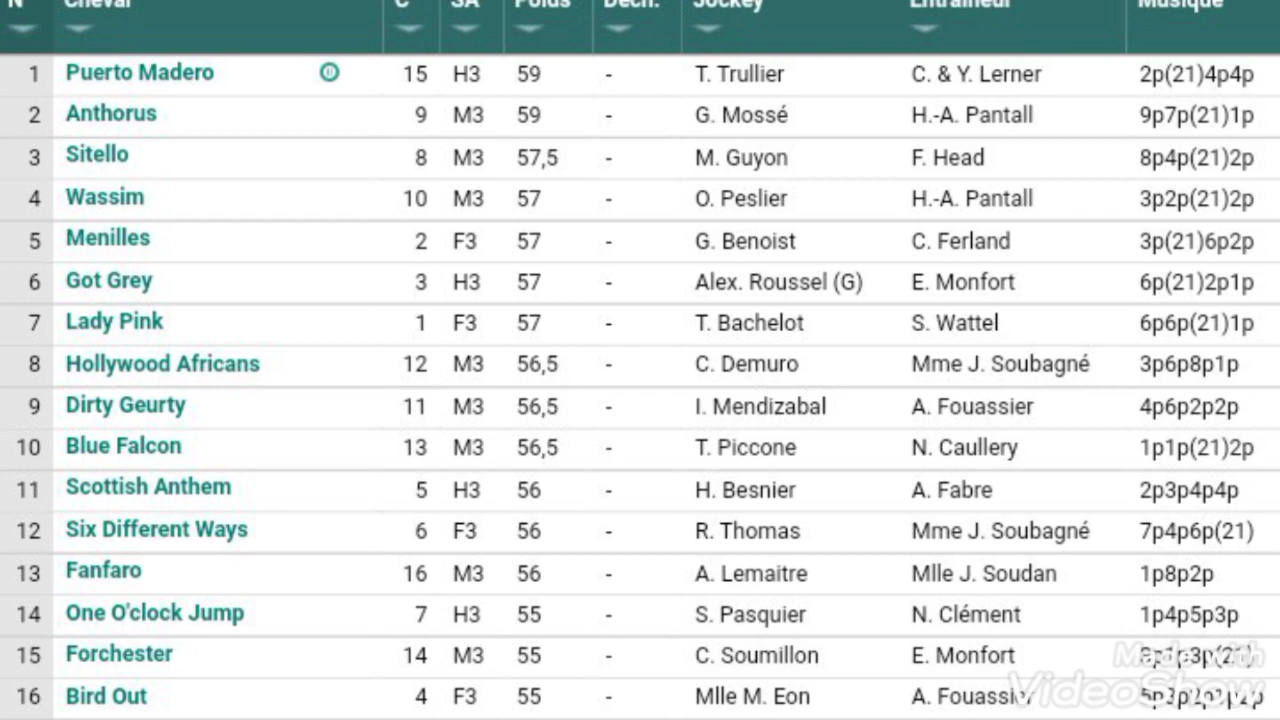 N° Cheval C SA Poids Déch. Jockey Entraîneur Musique
1 Puerto Madero 15 H3 59 - T. Trullier C. & Y. Lerner 2p(21)4p4p
2 Anthorus 9 M3 59 - G. Mossé H.-A. Pantall 9p7p(21)1p
3 Sitello 8 M3 57,5 - M. Guyon F. Head 8p4p(21)2p
4 Wassim 10 M3 57 - O. Peslier H.-A. Pantall 3p2p(21)2p
5 Menilles 2 F3 57 - G. Benoist C. Ferland 3p(21)6p2p
6 Got Grey 3 H3 57 - Alex. Roussel (G) E. Monfort 6p(21)2p1p
7 Lady Pink 1 F3 57 - T. Bachelot S. Wattel 6p6p(21)1p
8 Hollywood Africans 12 M3 56,5 - C. Demuro Mme J. Soubagné 3p6p8p1p
9 Dirty Geurty 11 M3 56,5 - I. Mendizabal A. Fouassier 4p6p2p2p
10 Blue Falcon 13 M3 56,5 - T. Piccone N. Caullery 1p1p(21)2p
11 Scottish Anthem 5 H3 56 - H. Besnier A. Fabre 2p3p4p4p
12 Six Different Ways 6 F3 56 - R. Thomas Mme J. Soubagné 7p4p6p(21)
13 Fanfaro 16 M3 56 - A. Lemaitre Mlle J. Soudan 1p8p2p
14 One O'clock Jump 7 H3 55 - S. Pasquier N. Clément 1p4p5p3p
15 Forchester 14 M3 55 - C. Soumillon E. Monfort
16 Bird Out 4 F3 55 - Mlle M. Eon A. Fouassier
Made with
VideoShow